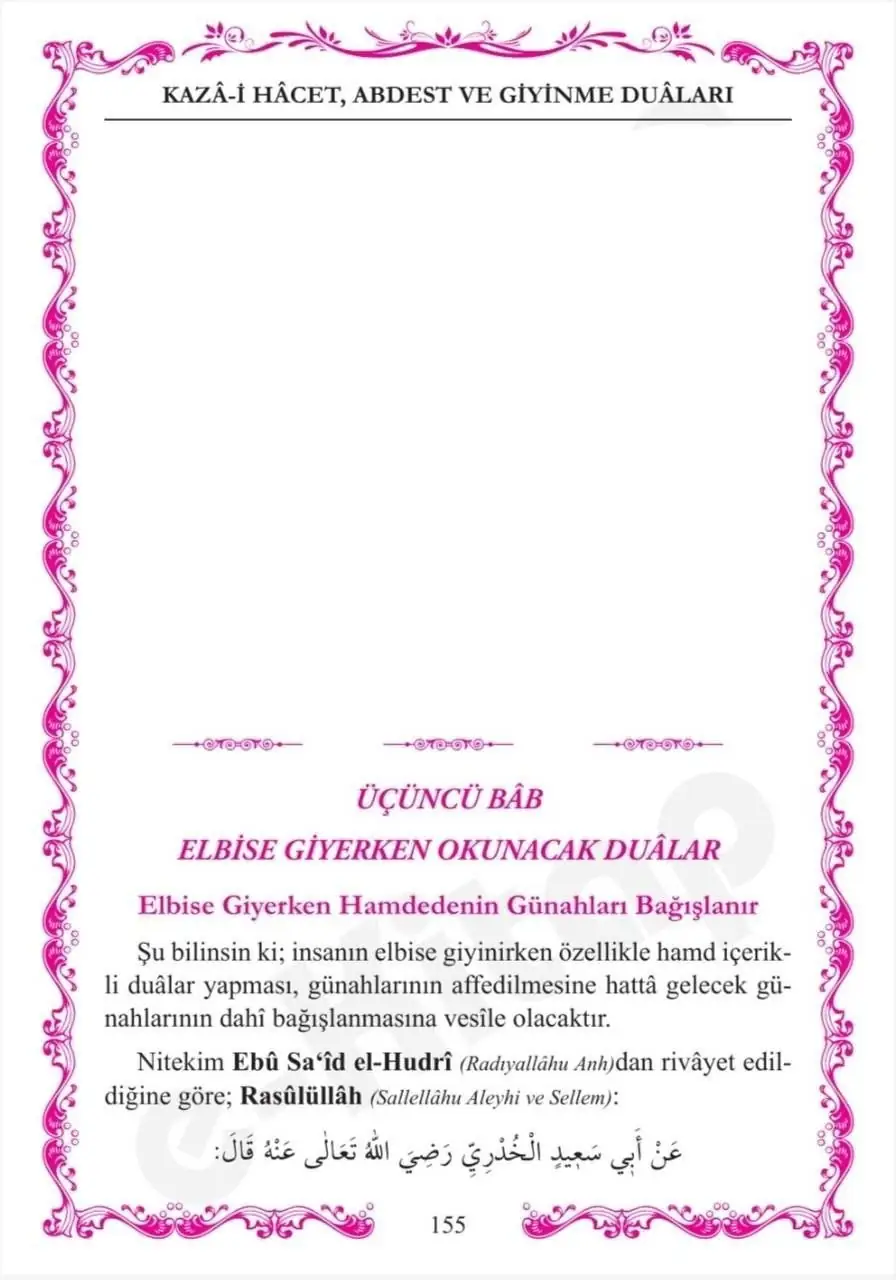 KAZÂ-İ HÂCET, ABDEST VE GİYİNME DUÂLARI
ÜÇÜNCÜ BÂB
ELBİSE GİYERKEN OKUNACAK DUÂLAR
Elbise Giyerken Hamdedenin Günahları Bağışlanır
Şu bilinsin ki; insanın elbise giyinirken özellikle hamd içerik-
li duâlar yapması, günahlarının affedilmesine hattâ gelecek gü-
nahlarının dahî bağışlanmasına vesîle olacaktır.
Nitekim Ebû Sa‘îd el-Hudrî (Radıyallâhu Anh)dan rivâyet edil-
diğine göre; Rasûlüllâh (Sallellâhu Aleyhi ve Sellem):
عَنْ أَبِي سَعِيدٍ الْخُدْرِيِّ رَضِيَ اللهُ تَعَالٰى عَنْهُ قَالَ:
155
e-Kitap